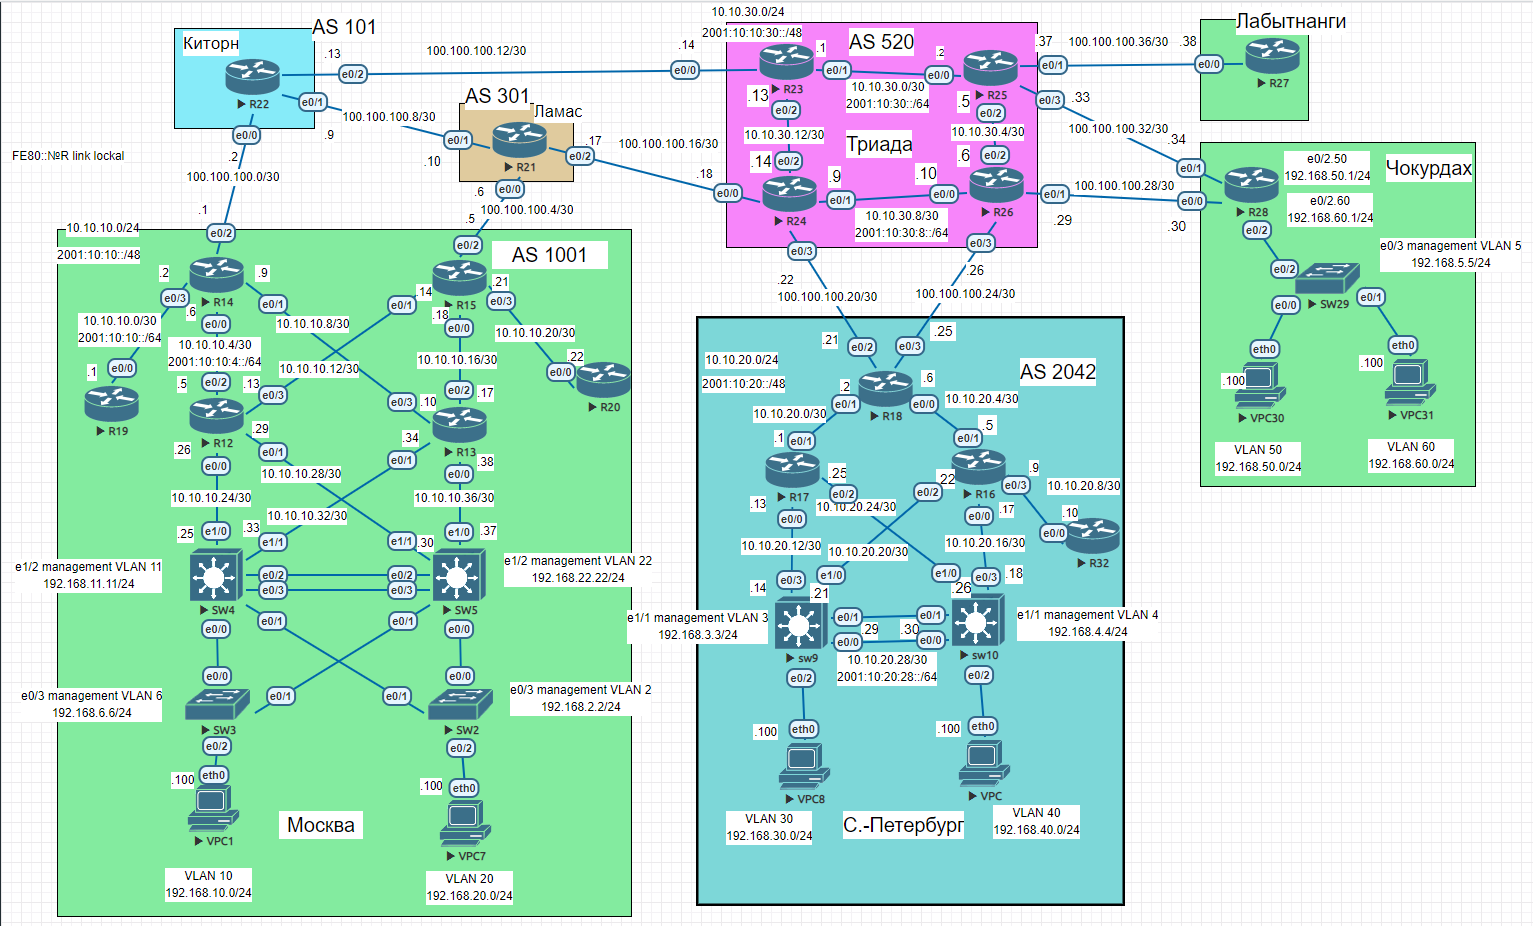 AS 101
Киторн
.13
e0/2
R22
e0/1
e0/0
.9
.2
100.100.100.12/30
.14
e0/0
100.100.100.8/30
FE80::№R link lockal
100.100.100.0/30
.1
AS 301
Ламас
e0/1
.10
R21
.17
e0/2
e0/0
.6
100.100.100.4/30
.5
100.100.100.16/30
.18
e0/0
10.10.30.0/24
2001:10:10:30::/48
AS 520
.1
e0/1
R23
.13
e0/2
10.10.30.0/30
2001:10:30::/64
.2
e0/0
R25
.37
e0/1
e0/3
.33
.5
e0/2
10.10.30.12/30
10.10.30.4/30
Триада
.14
e0/2
.6
e0/2
.9
e0/1
R24
e0/3
.10
e0/0
R26
e0/1
.29
e0/3
10.10.30.8/30
2001:10:30:8::/64
100.100.100.36/30
.38
e0/0
Лабытнанги
R27
100.100.100.32/30
.34
e0/1
100.100.100.28/30
e0/0
.30
R28
e0/2
e0/2.50
192.168.50.1/24
e0/2.60
192.168.60.1/24
Чокурдах
e0/3 management VLAN 5
192.168.5.5/24
e0/2
SW29
e0/0
e0/1
eth0
eth0
.100
.100
VPC30
VPC31
VLAN 50
192.168.50.0/24
VLAN 60
192.168.60.0/24
.22
100.100.100.20/30
.26
100.100.100.24/30
10.10.10.0/24
2001:10:10::/48
AS 1001
e0/2
.2
.9
R14
e0/3
e0/1
.6
e0/0
10.10.10.0/30
2001:10:10::/64
10.10.10.4/30
2001:10:10:4::/64
10.10.10.8/30
10.10.10.12/30
e0/2
.14
e0/1
R15
.21
e0/3
.18
e0/0
10.10.10.20/30
10.10.10.16/30
.22
e0/0
R20
e0/0
.1
R19
.5
e0/2
.13
e0/3
R12
.29
e0/1
.26
e0/0
e0/2
.17
e0/3
.10
R13
.34
e0/1
.38
e0/0
10.10.10.28/30
10.10.10.24/30
10.10.10.32/30
10.10.10.36/30
.25
e1/0
.33
e1/1
e1/1
.30
e1/0
.37
e1/2 management VLAN 11
192.168.11.11/24
e0/2
e0/3
e0/2
e0/3
e1/2 management VLAN 22
192.168.22.22/24
SW4
SW5
e0/0
e0/1
e0/1
e0/0
e0/0
e0/1
e0/1
e0/0
e0/3 management VLAN 6
192.168.6.6/24
e0/3 management VLAN 2
192.168.2.2/24
SW3
SW2
e0/2
e0/2
.100
eth0
.100
eth0
VPC1
VPC7
Москва
VLAN 10
192.168.10.0/24
VLAN 20
192.168.20.0/24
10.10.20.0/24
2001:10:20::/48
AS 2042
.21
e0/2
.25
e0/3
.2
e0/1
R18
.6
e0/0
10.10.20.0/30
10.10.20.4/30
.1
e0/1
.5
e0/1
R17
.25
e0/2
.13
e0/0
R16
.22
e0/2
.9
e0/3
.17
e0/0
10.10.20.8/30
.10
e0/0
R32
10.10.20.24/30
10.10.20.12/30
10.10.20.20/30
10.10.20.16/30
.14
e0/3
e1/0
.21
e1/0
.26
e0/3
.18
e1/1 management VLAN 3
192.168.3.3/24
e1/1 management VLAN 4
192.168.4.4/24
e0/1
e0/0
.29
.30
e0/1
e0/0
10.10.20.28/30
2001:10:20:28::/64
sw9
sw10
e0/2
e0/2
.100
eth0
.100
eth0
VPC8
VPC
VLAN 30
192.168.30.0/24
С.-Петербург
VLAN 40
192.168.40.0/24